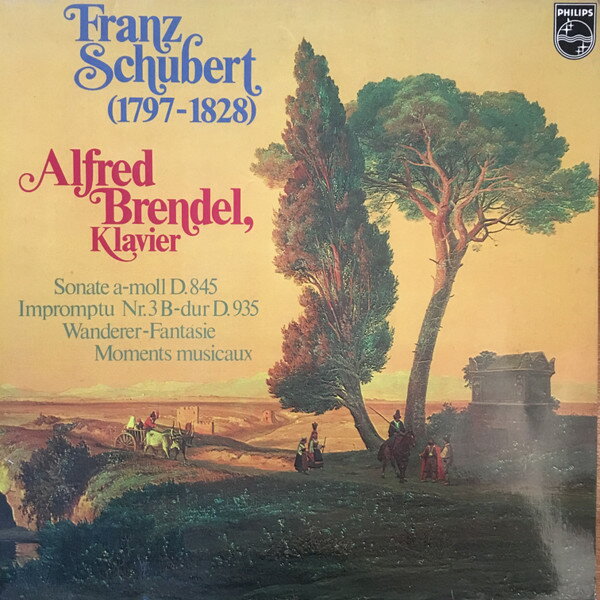 Franz
Schubert
(1797-1828)
PHILIPS
Alfred
Brendel,
Klavier
Sonate a-moll D.845
Impromptu Nr.3 B-dur D.935
Wanderer-Fantasie
Moments musicaux